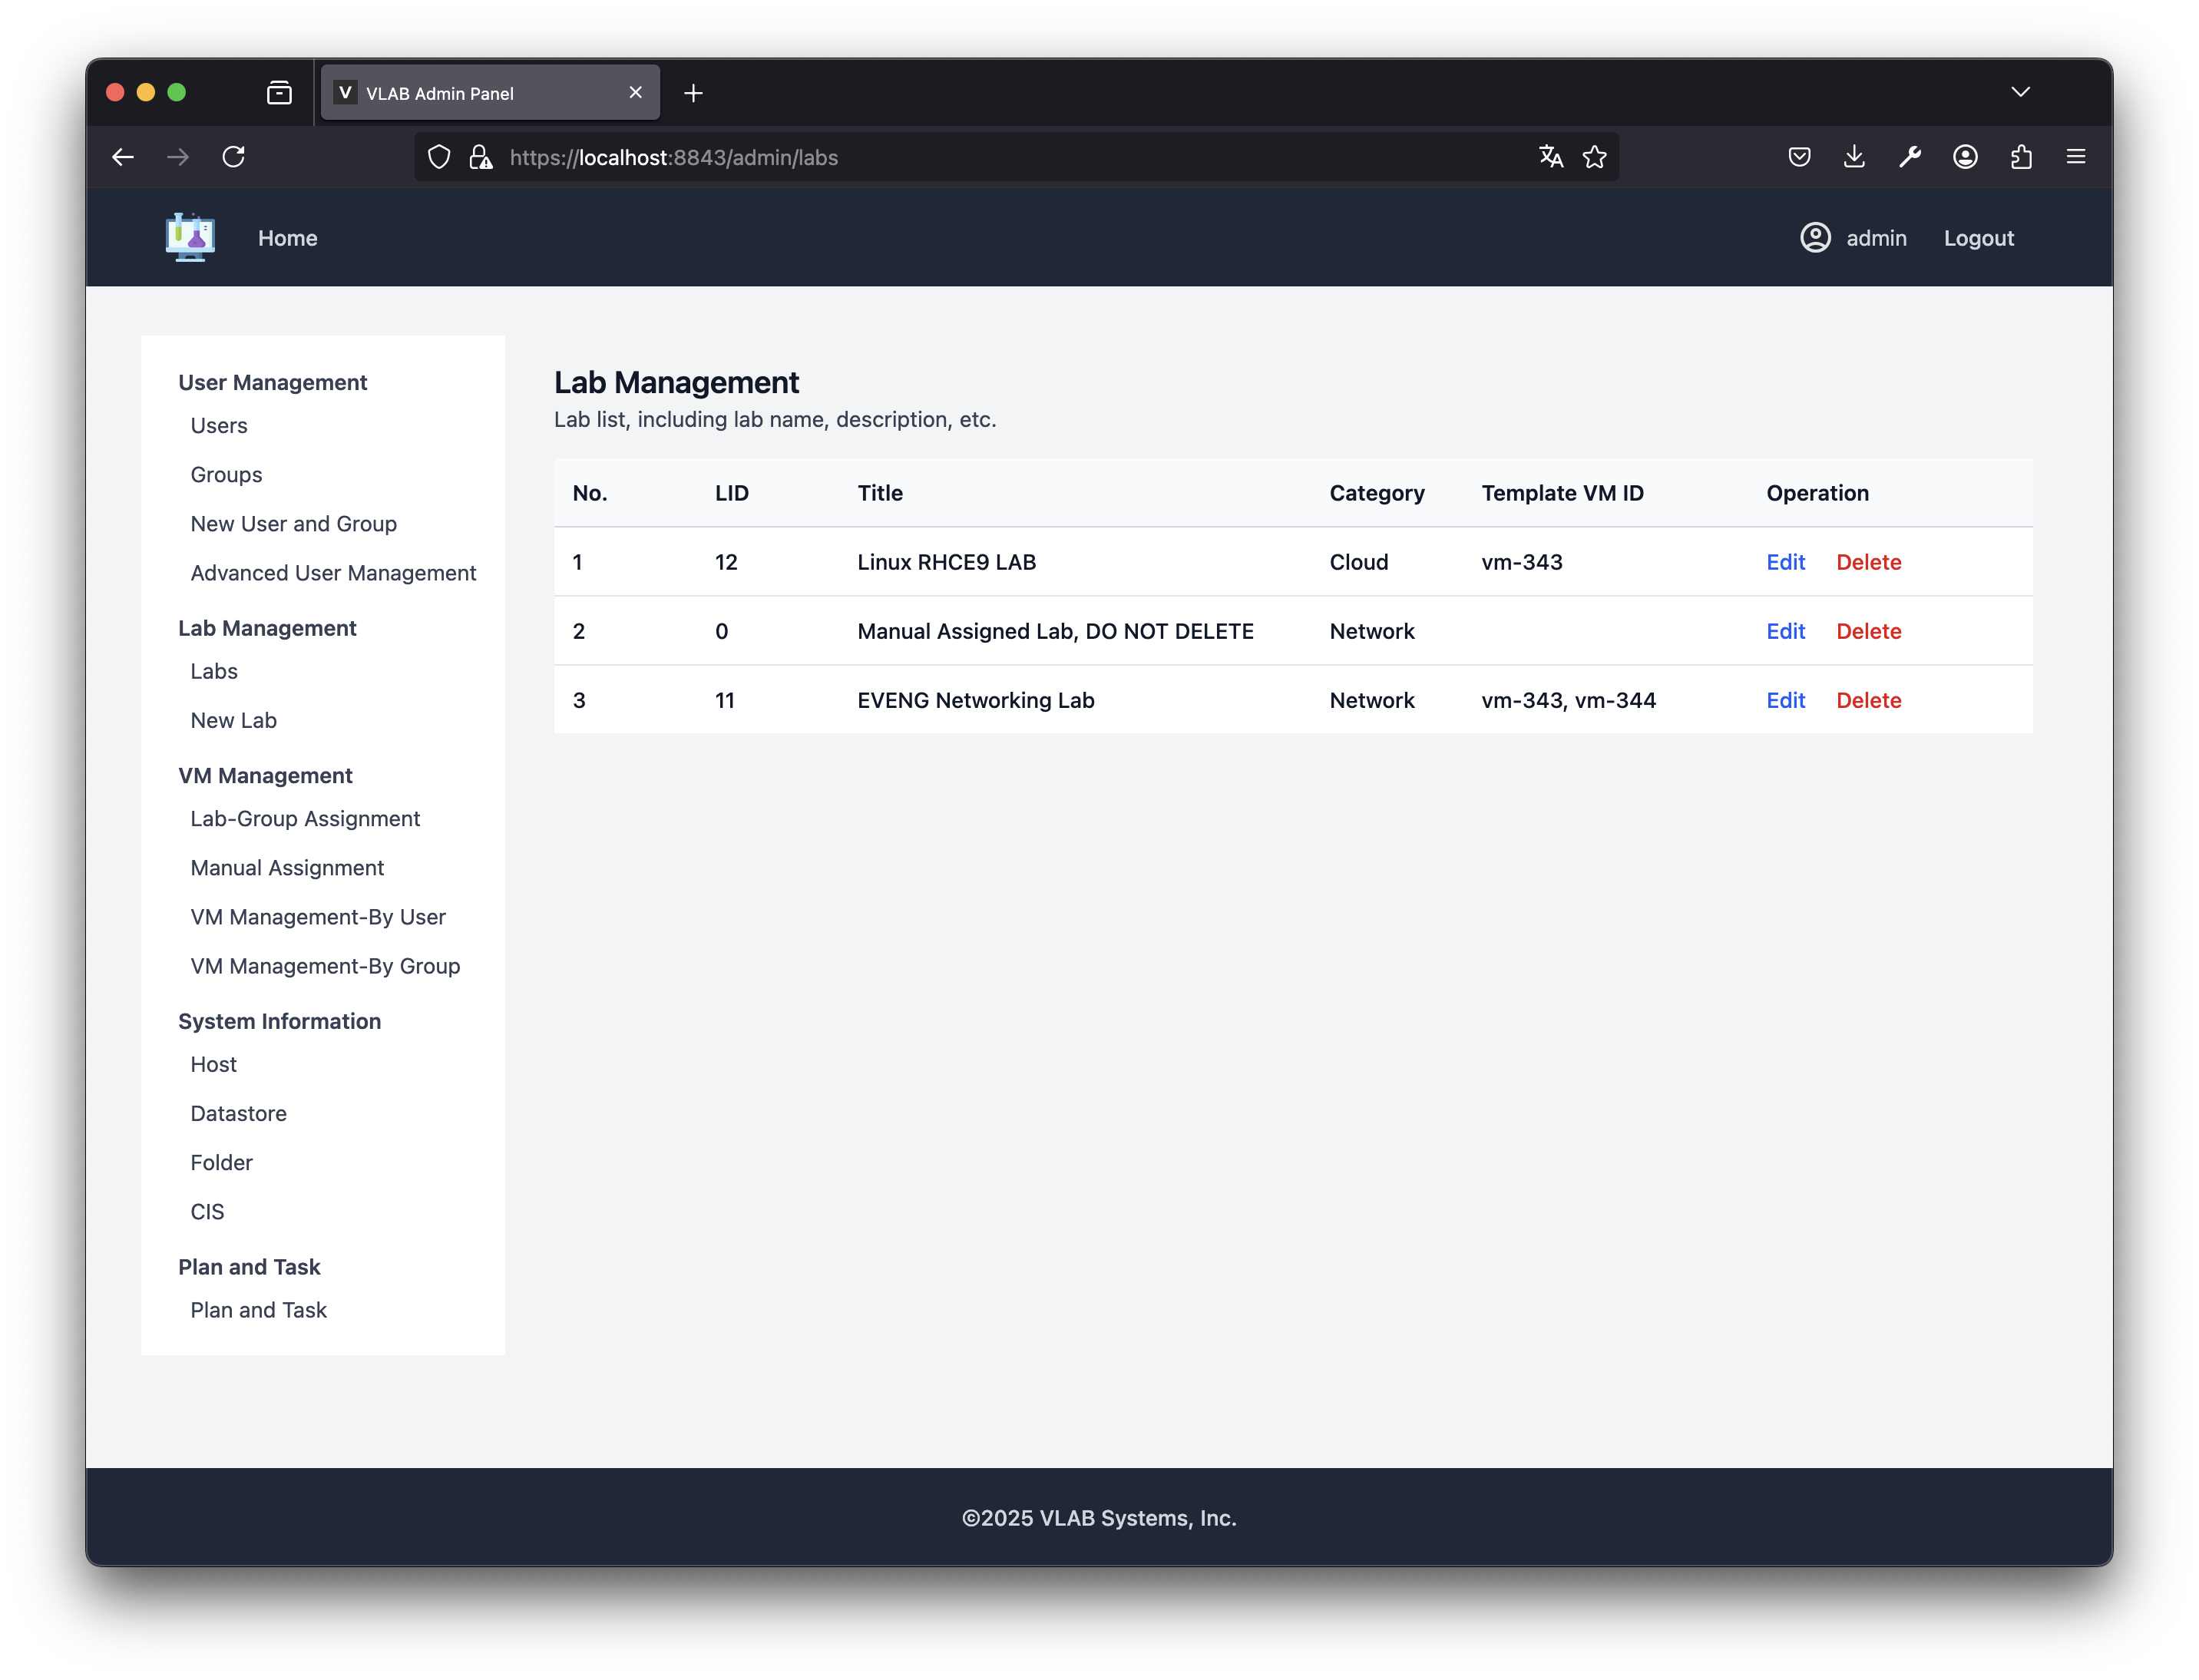 V VLAB Admin Panel
https://localhost:8843/admin/labs
Home admin Logout
User Management
Users
Groups
New User and Group
Advanced User Management
Lab Management
Labs
New Lab
VM Management
Lab-Group Assignment
Manual Assignment
VM Management-By User
VM Management-By Group
System Information
Host
Datastore
Folder
CIS
Plan and Task
Plan and Task
Lab Management
Lab list, including lab name, description, etc.
No. LID Title Category Template VM ID Operation
1 12 Linux RHCE9 LAB Cloud vm-343 Edit Delete
2 0 Manual Assigned Lab, DO NOT DELETE Network Edit Delete
3 11 EVENG Networking Lab Network vm-343, vm-344 Edit Delete
©2025 VLAB Systems, Inc.